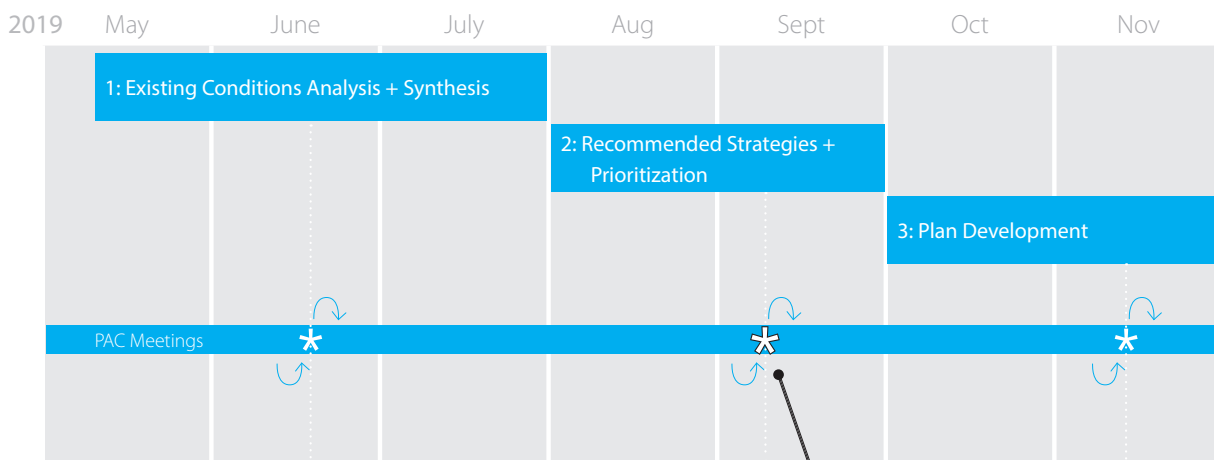 2019 May June July Aug Sept Oct Nov
1: Existing Conditions Analysis + Synthesis
2: Recommended Strategies +
Prioritization
3: Plan Development
PAC Meetings